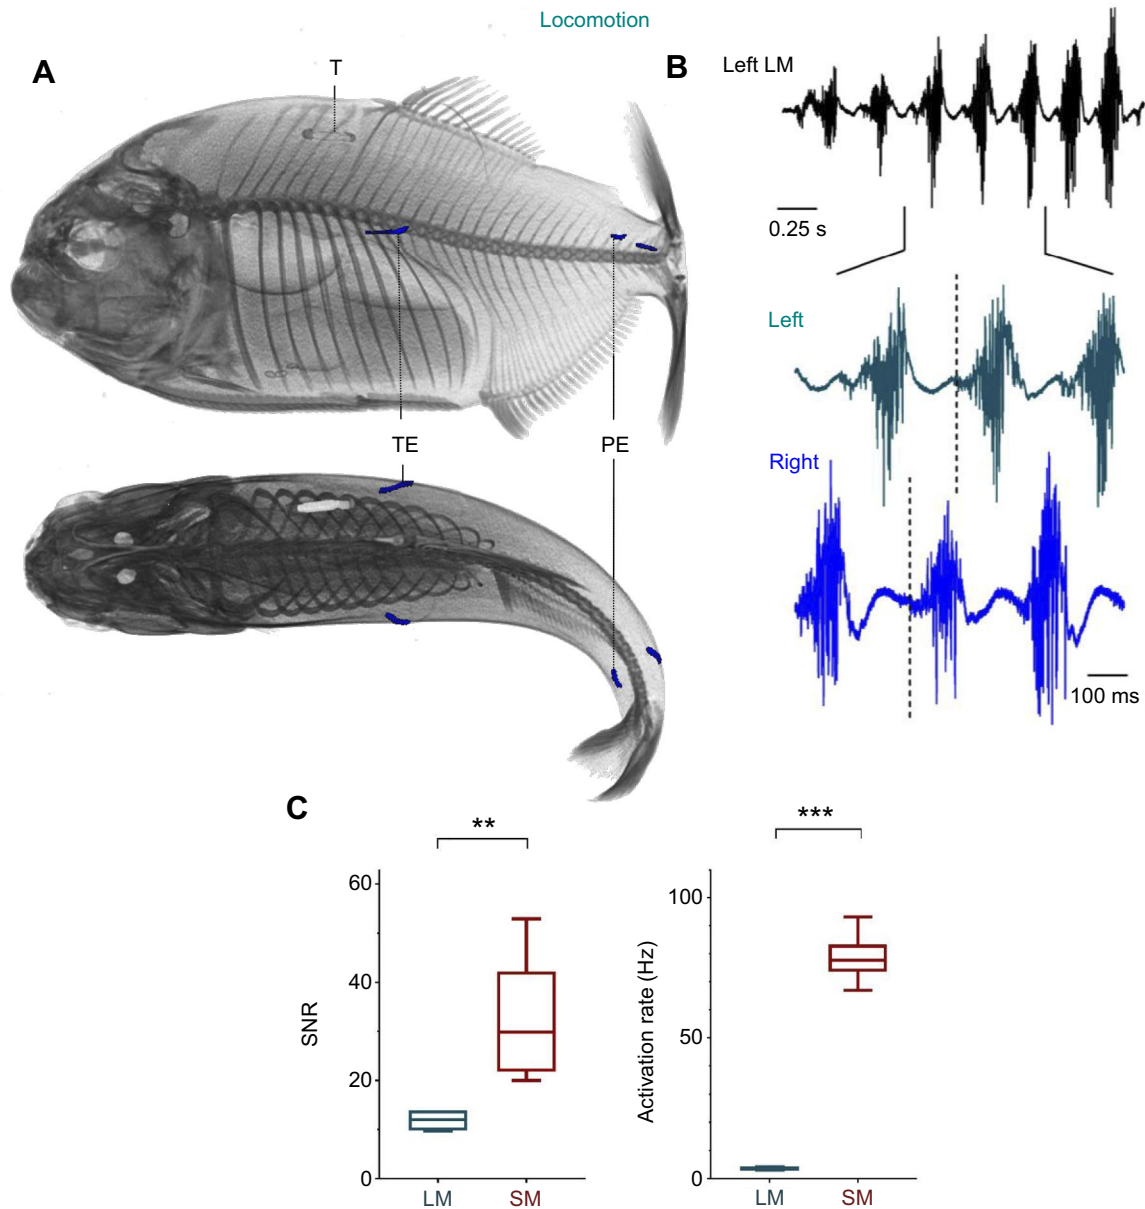 Locomotion
A
T
TE
PE
B
Left LM
0.25 s
Left
Right
100 ms
C
**
SNR
60
40
20
0
LM
SM
***
Activation rate (Hz)
100
50
0
LM
SM